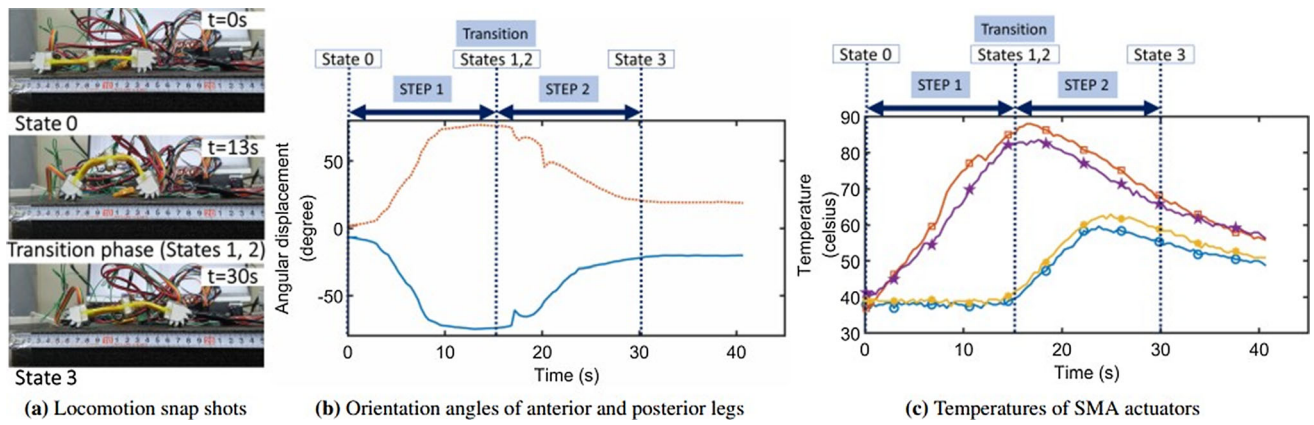 t=0s
State 0
t=13s
Transition phase (States 1, 2)
t=30s
State 3
(a) Locomotion snap shots
Transition
State 0
States 1,2
State 3
STEP 1
STEP 2
50
0
-50
Angular displacement
(degree)
0
10
20
30
40
Time (s)
(b) Orientation angles of anterior and posterior legs
Transition
State 0
States 1,2
State 3
STEP 1
STEP 2
90
80
70
60
50
40
30
Temperature
(celsius)
0
10
20
30
40
Time (s)
(c) Temperatures of SMA actuators